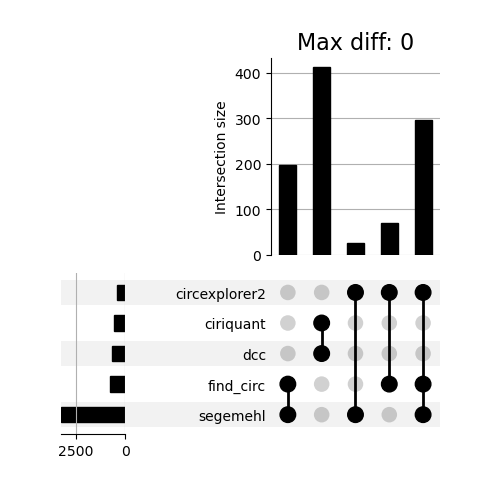 Max diff: 0
400
300
200
100
0
Intersection size
circexplorer2
ciriquant
dcc
find_circ
segemehl
2500 0